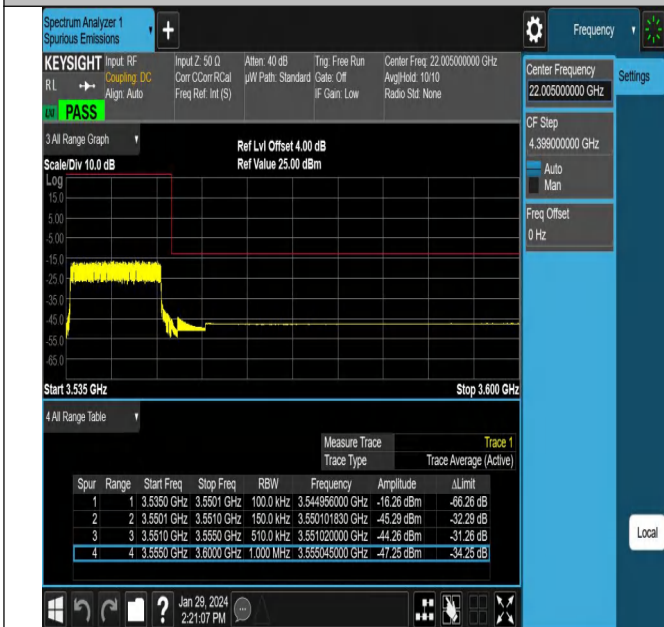 Spectrum Analyzer 1
Spurious Emissions
+
Frequency
KEYSIGHT Input: RF Input Z: 50 Ω Atten: 40 dB Trig: Free Run Center Freq: 22.005000000 GHz
RL Coupling: DC Corr CCorr RCal µW Path: Standard Gate: Off Avg|Hold: 10/10
Align: Auto Freq Ref: Int (S) IF Gain: Low Radio Std: None
PASS
Center Frequency
22.005000000 GHz
Settings
CF Step
4.399000000 GHz
Auto
Man
Freq Offset
0 Hz
3 All Range Graph
Ref Lvl Offset 4.00 dB
Scale/Div 10.0 dB Ref Value 25.00 dBm
Log
15.0
5.00
-5.00
-15.0
-25.0
-35.0
-45.0
-55.0
-65.0
Start 3.535 GHz Stop 3.600 GHz
4 All Range Table
Measure Trace Trace 1
Trace Type Trace Average (Active)
Spur Range Start Freq Stop Freq RBW Frequency Amplitude ΔLimit
1 1 3.5350 GHz 3.5501 GHz 100.0 kHz 3.544956000 GHz -16.26 dBm -66.26 dB
2 2 3.5501 GHz 3.5510 GHz 150.0 kHz 3.550101830 GHz -45.29 dBm -32.29 dB
3 3 3.5510 GHz 3.5550 GHz 510.0 kHz 3.551020000 GHz -44.26 dBm -31.26 dB
4 4 3.5550 GHz 3.6000 GHz 1.000 MHz 3.555045000 GHz -47.25 dBm -34.25 dB
Local
Jan 29, 2024
2:21:07 PM